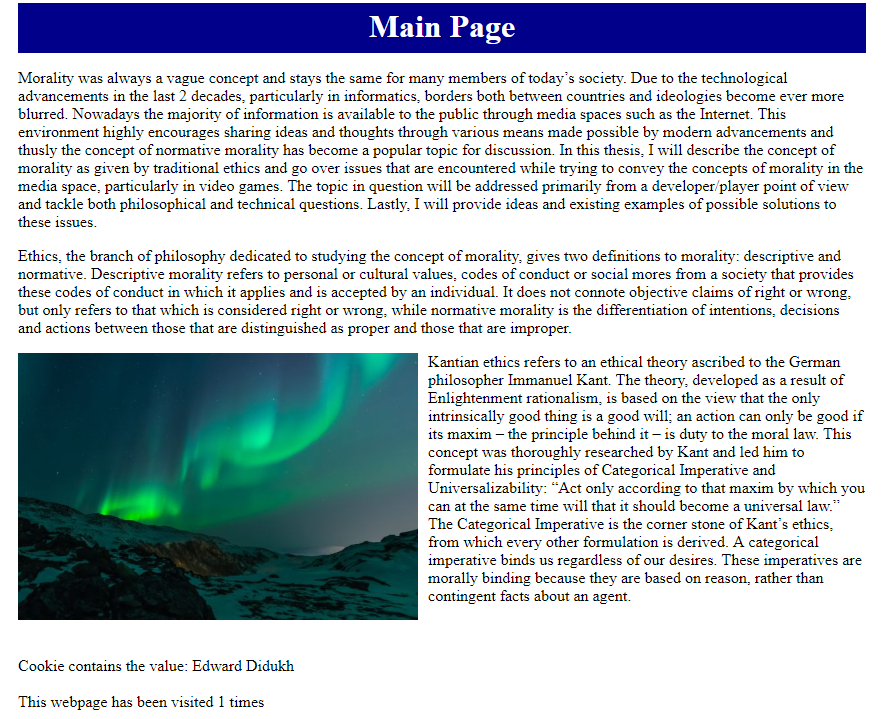 Main Page
Morality was always a vague concept and stays the same for many members of today’s society. Due to the technological
advancements in the last 2 decades, particularly in informatics, borders both between countries and ideologies become ever more
blurred. Nowadays the majority of information is available to the public through media spaces such as the Internet. This
environment highly encourages sharing ideas and thoughts through various means made possible by modern advancements and
thusly the concept of normative morality has become a popular topic for discussion. In this thesis, I will describe the concept of
morality as given by traditional ethics and go over issues that are encountered while trying to convey the concepts of morality in the
media space, particularly in video games. The topic in question will be addressed primarily from a developer/player point of view
and tackle both philosophical and technical questions. Lastly, I will provide ideas and existing examples of possible solutions to
these issues.
Ethics, the branch of philosophy dedicated to studying the concept of morality, gives two definitions to morality: descriptive and
normative. Descriptive morality refers to personal or cultural values, codes of conduct or social mores from a society that provides
these codes of conduct in which it applies and is accepted by an individual. It does not connote objective claims of right or wrong,
but only refers to that which is considered right or wrong, while normative morality is the differentiation of intentions, decisions
and actions between those that are distinguished as proper and those that are improper.
Kantian ethics refers to an ethical theory ascribed to the German
philosopher Immanuel Kant. The theory, developed as a result of
Enlightenment rationalism, is based on the view that the only
intrinsically good thing is a good will; an action can only be good if
its maxim – the principle behind it – is duty to the moral law. This
concept was thoroughly researched by Kant and led him to
formulate his principles of Categorical Imperative and
Universalizability: “Act only according to that maxim by which you
can at the same time will that it should become a universal law.”
The Categorical Imperative is the corner stone of Kant’s ethics,
from which every other formulation is derived. A categorical
imperative binds us regardless of our desires. These imperatives are
morally binding because they are based on reason, rather than
contingent facts about an agent.
Cookie contains the value: Edward Didukh
This webpage has been visited 1 times